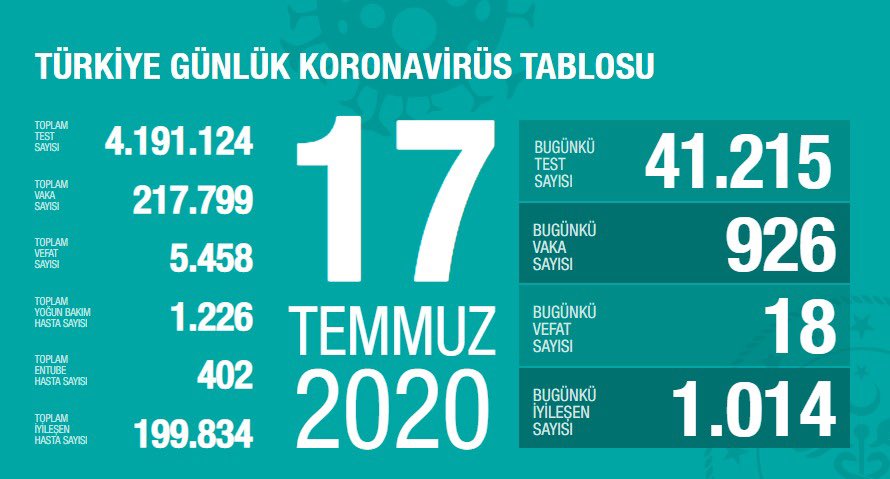 TÜRKİYE GÜNLÜK KORONAVİRÜS TABLOSU
TOPLAM
TEST
SAYISI
4.191.124
TOPLAM
VAKA
SAYISI
217.799
TOPLAM
VEFAT
SAYISI
5.458
TOPLAM
YOĞUN BAKIM
HASTA SAYISI
1.226
TOPLAM
ENTUBE
HASTA SAYISI
402
TOPLAM
İYİLEŞEN
HASTA SAYISI
199.834
17
TEMMUZ
2020
BUGÜNKÜ
TEST
SAYISI
41.215
BUGÜNKÜ
VAKA
SAYISI
926
BUGÜNKÜ
VEFAT
SAYISI
18
BUGÜNKÜ
İYİLEŞEN
SAYISI
1.014